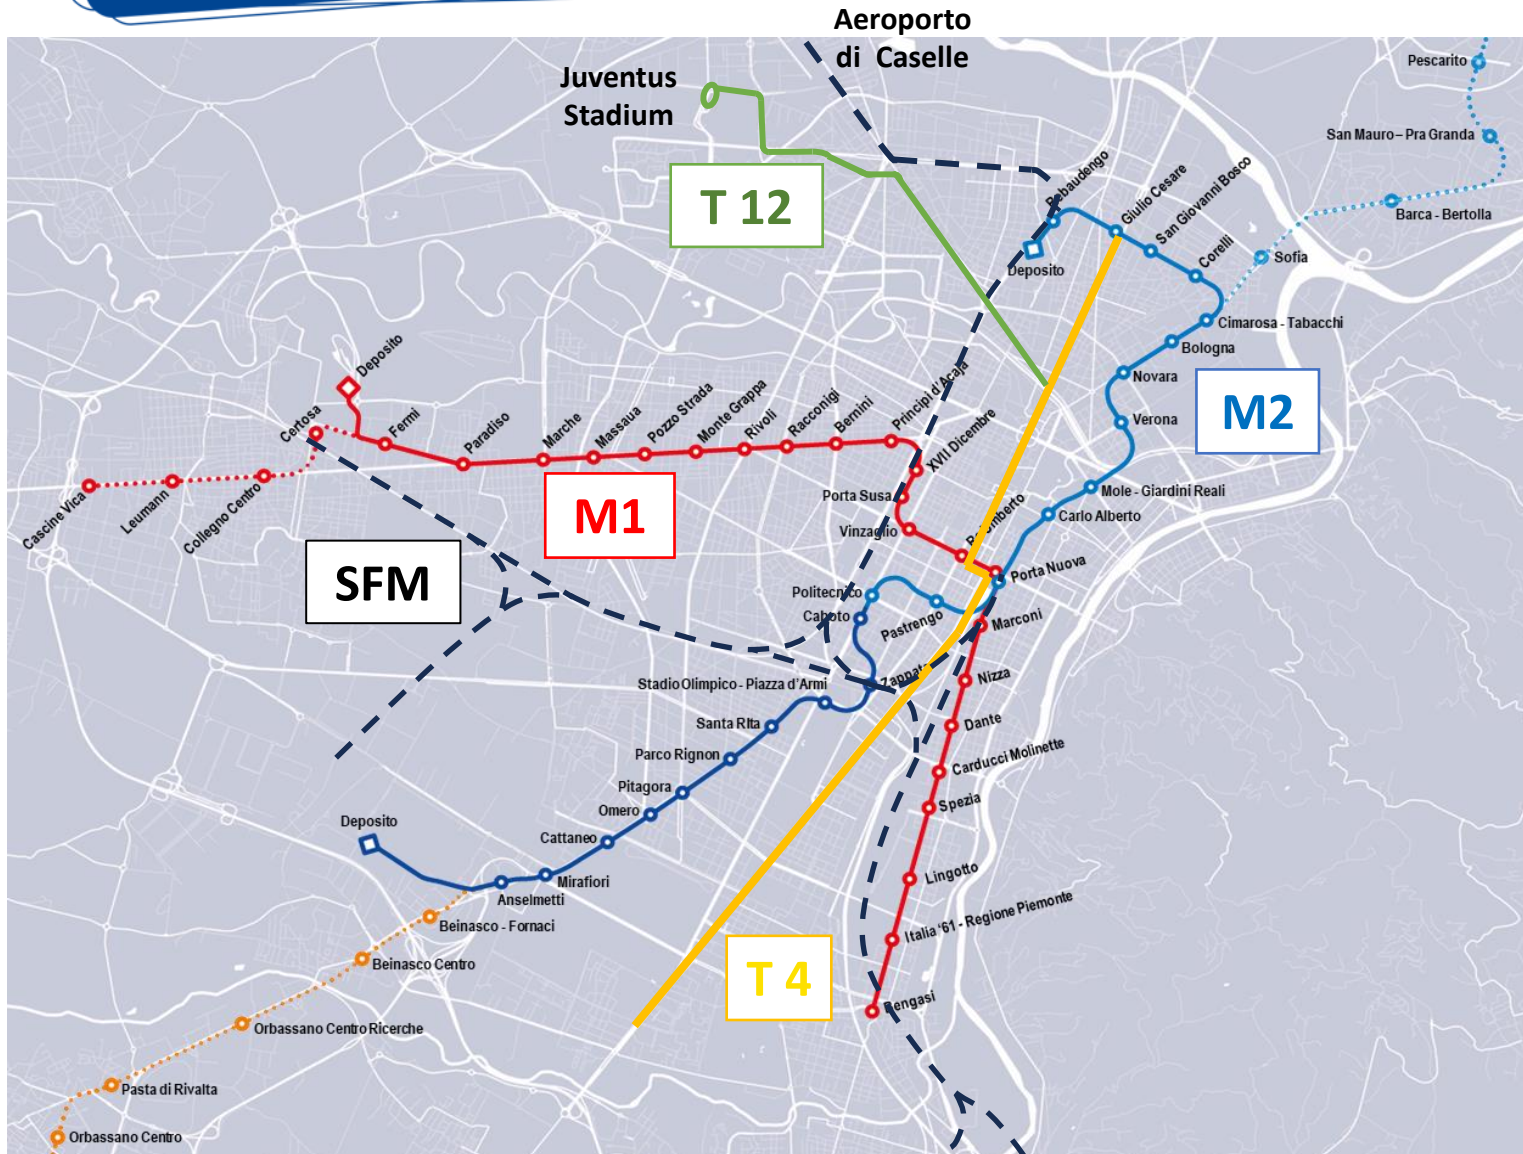 Aeroporto
di Caselle
Juventus
Stadium
Pescarito
San Mauro – Pra Granda
Barca - Bertolla
Sofia
T 12
Rebaudengo
Giulio Cesare
San Giovanni Bosco
Corelli
Deposito
Cimarosa - Tabacchi
Bologna
Novara
Verona
M2
Mole - Giardini Reali
Carlo Alberto
Porta Nuova
Deposito
Certosa
Fermi
Paradiso
Marche
Massaua
Pozzo Strada
Monte Grappa
Rivoli
Racconigi
Bernini
Principi d'Acaja
XVII Dicembre
Porta Susa
Vinzaglio
Re Umberto
Cascine Vica
Leumann
Collegno Centro
M1
SFM
Politecnico
Caboto
Pastrengo
Marconi
Zappata
Nizza
Stadio Olimpico - Piazza d'Armi
Santa RIta
Dante
Parco Rignon
Carducci Molinette
Pitagora
Spezia
Omero
Deposito
Cattaneo
Mirafiori
Lingotto
Anselmetti
Beinasco - Fornaci
Italia '61 - Regione Piemonte
Beinasco Centro
T 4
Bengasi
Orbassano Centro Ricerche
Pasta di Rivalta
Orbassano Centro